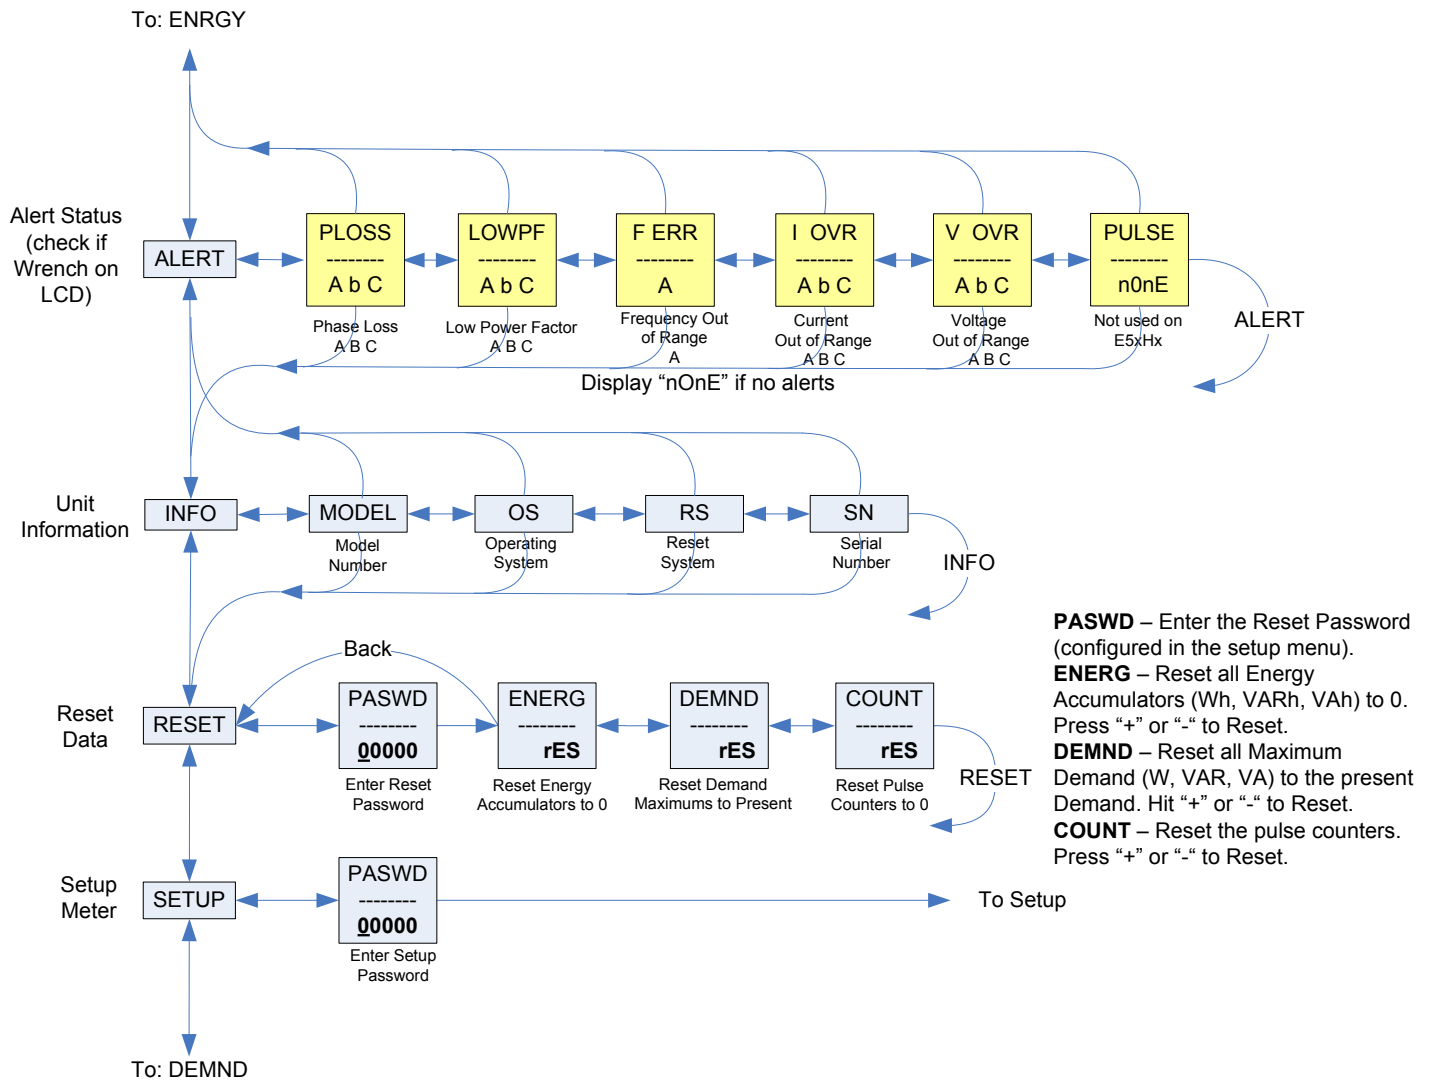 To: ENRGY
Alert Status
(check if
Wrench on
LCD)
ALERT
PLOSS
--------
A b C
Phase Loss
A B C
LOWPF
--------
A b C
Low Power Factor
A B C
F ERR
--------
A
Frequency Out
of Range
A
I OVR
--------
A b C
Current
Out of Range
A B C
V OVR
--------
A b C
Voltage
Out of Range
A B C
PULSE
--------
n0nE
Not used on
E5xHx
ALERT
Display “nOnE” if no alerts
Unit
Information
INFO
MODEL
Model
Number
OS
Operating
System
RS
Reset
System
SN
Serial
Number
INFO
Back
Reset
Data
RESET
PASWD
--------
00000
Enter Reset
Password
ENERG
--------
rES
Reset Energy
Accumulators to 0
DEMND
--------
rES
Reset Demand
Maximums to Present
COUNT
--------
rES
Reset Pulse
Counters to 0
RESET
PASWD – Enter the Reset Password
(configured in the setup menu).
ENERG – Reset all Energy
Accumulators (Wh, VARh, VAh) to 0.
Press “+” or “-“ to Reset.
DEMND – Reset all Maximum
Demand (W, VAR, VA) to the present
Demand. Hit “+” or “-“ to Reset.
COUNT – Reset the pulse counters.
Press “+” or “-“ to Reset.
Setup
Meter
SETUP
PASWD
--------
00000
Enter Setup
Password
To Setup
To: DEMND